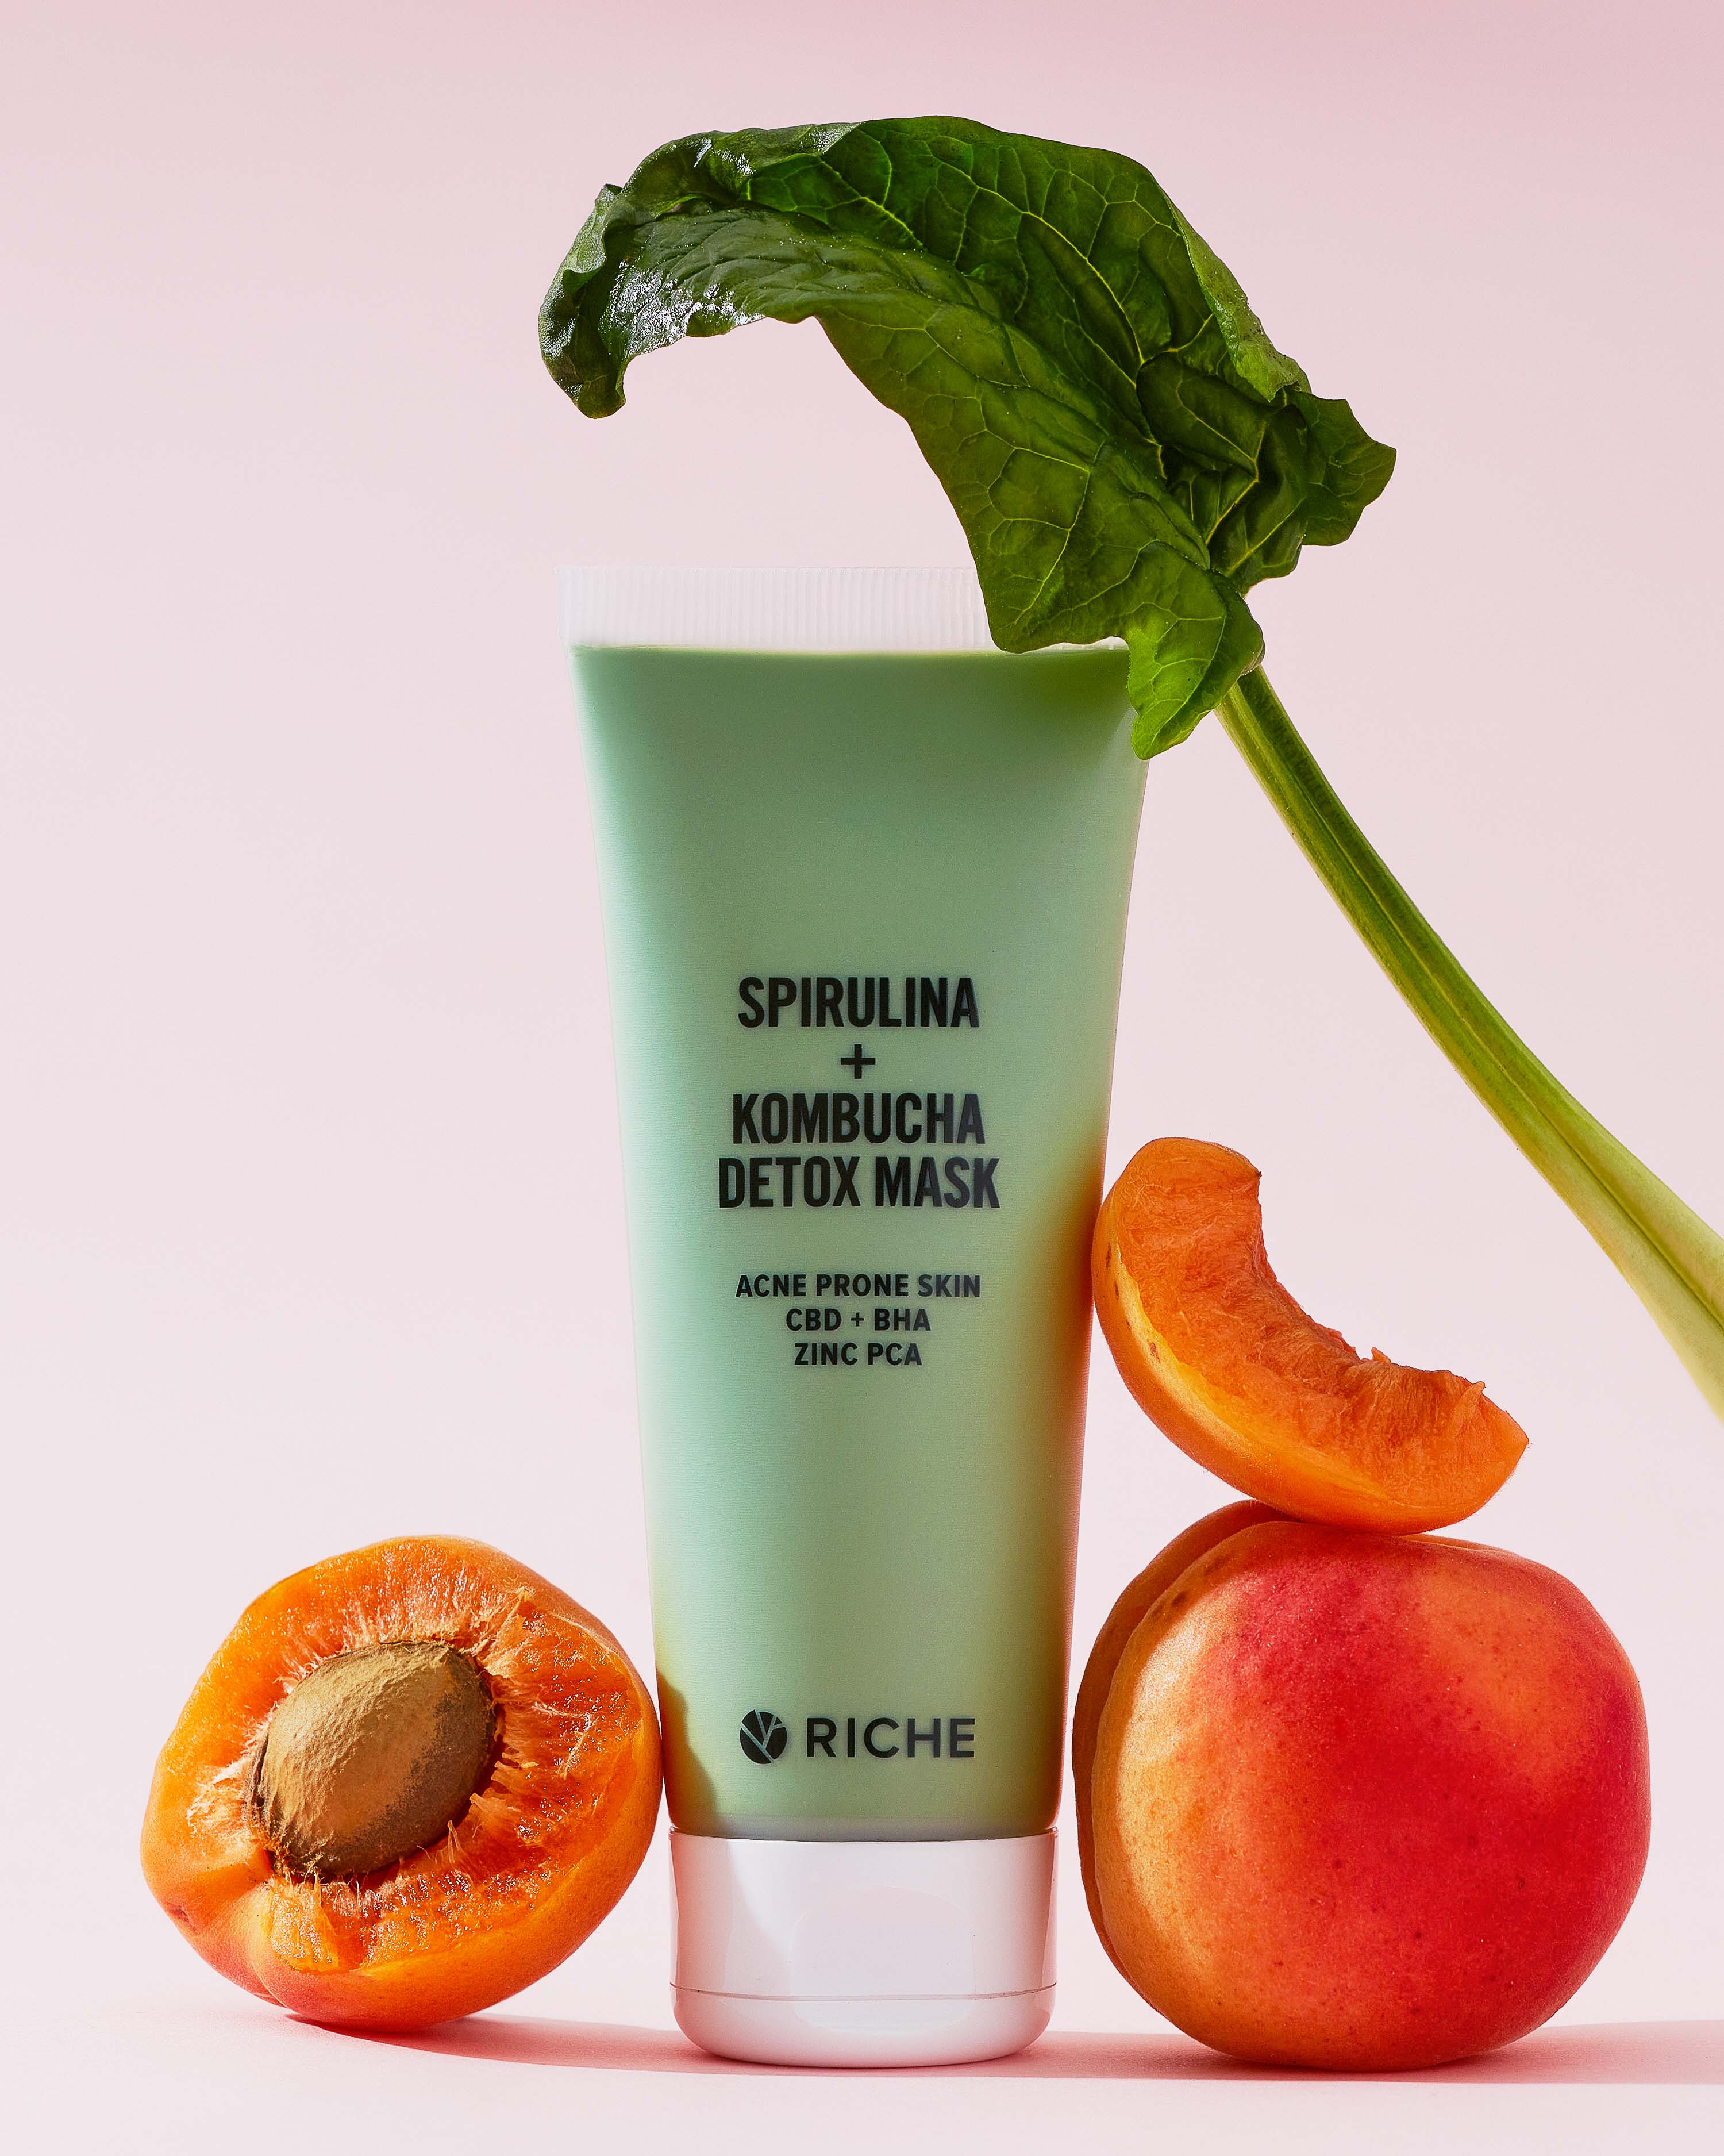 SPIRULINA
+
KOMBUCHA
DETOX MASK
ACNE PRONE SKIN
CBD + BHA
ZINC PCA
RICHE